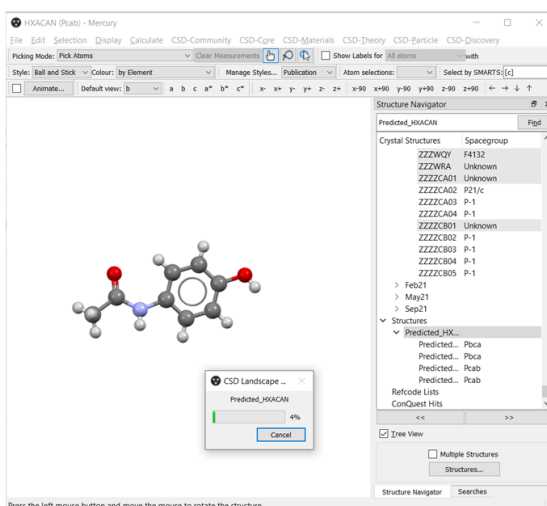 HXACAN (Pcab) - Mercury
File Edit Selection Display Calculate CSD-Community CSD-Core CSD-Materials CSD-Theory CSD-Particle CSD-Discovery
Picking Mode: Pick Atoms Clear Measurements Show Labels for All atoms with
Style: Ball and Stick Colour: by Element Manage Styles... Publication Atom selections: Select by SMARTS: [c]
Animate... Default view: b a b c a* b* c* x- x+ y- y+ z- z+ x-90 x+90 y-90 y+90 z-90 z+90 ← → ↓ ↑
Structure Navigator
Predicted_HXACAN Find
Crystal Structures Spacegroup
ZZZWQY F4132
ZZZWRA Unknown
ZZZZCA01 Unknown
ZZZZCA02 P21/c
ZZZZCA03 P-1
ZZZZCA04 P-1
ZZZZCB01 Unknown
ZZZZCB02 P-1
ZZZZCB03 P-1
ZZZZCB04 P-1
ZZZZCB05 P-1
Feb21
May21
Sep21
Structures
Predicted_HX...
Predicted... Pbca
Predicted... Pbca
Predicted... Pcab
Predicted... Pcab
Refcode Lists
ConQuest Hits
<< >>
Tree View
Multiple Structures
Structures...
Structure Navigator Searches
CSD Landscape ...
Predicted_HXACAN
4%
Cancel
Press the left mouse button and move the mouse to rotate the structure